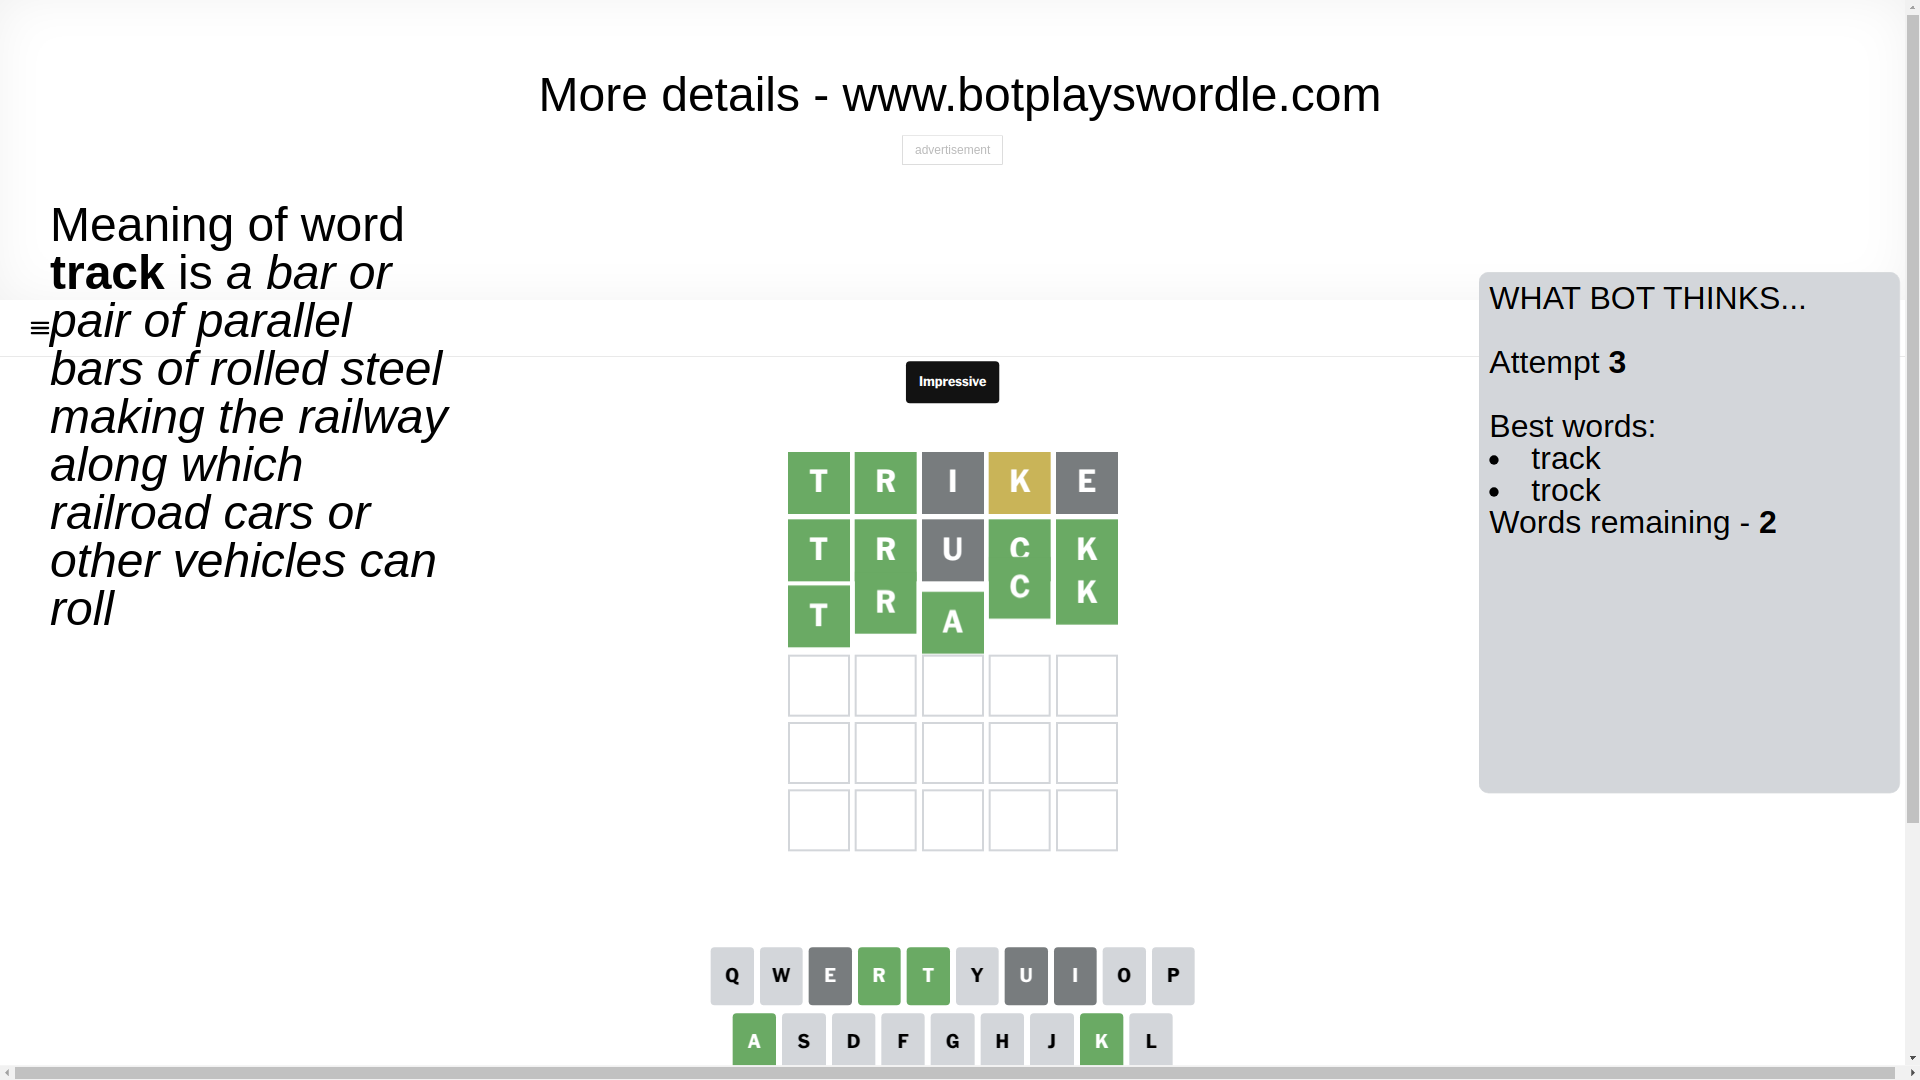 More details - www.botplayswordle.com
advertisement
Meaning of word
track is a bar or
pair of parallel
bars of rolled steel
making the railway
along which
railroad cars or
other vehicles can
roll
WHAT BOT THINKS...
Attempt 3
Best words:
• track
• trock
Words remaining - 2
Impressive
T R I K E
T R U C K
T R A C K
Q W E R T Y U I O P
A S D F G H J K L